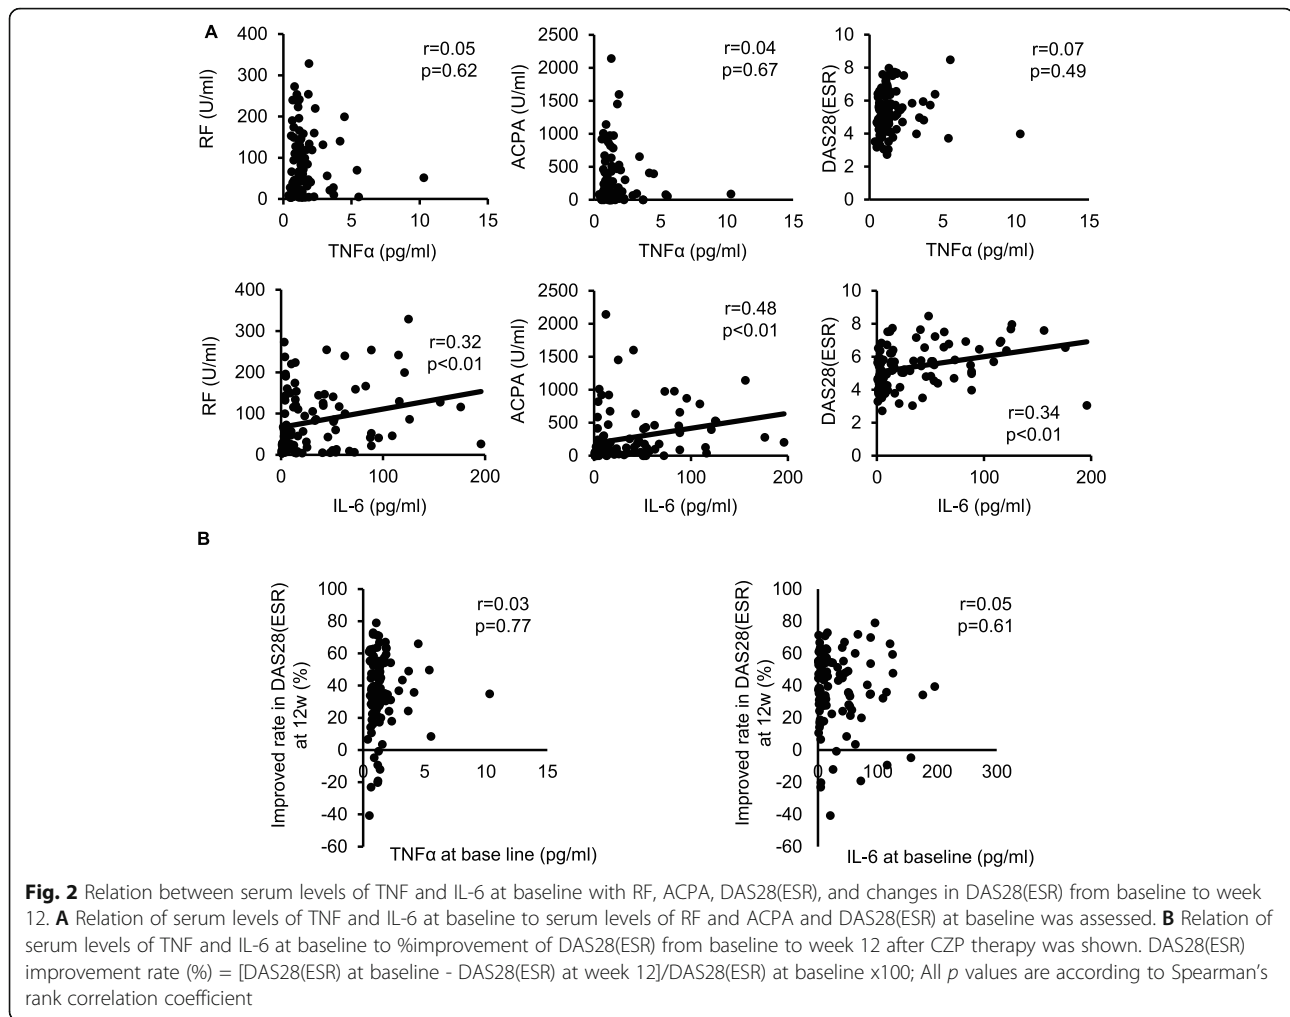 A
400
300
200
100
0
RF (U/ml)
r=0.05
p=0.62
0 5 10 15
TNFα (pg/ml)
2500
2000
1500
1000
500
0
ACPA (U/ml)
r=0.04
p=0.67
0 5 10 15
TNFα (pg/ml)
10
8
6
4
2
0
DAS28(ESR)
r=0.07
p=0.49
0 5 10 15
TNFα (pg/ml)
400
300
200
100
0
RF (U/ml)
r=0.32
p<0.01
0 100 200
IL-6 (pg/ml)
2500
2000
1500
1000
500
0
ACPA (U/ml)
r=0.48
p<0.01
0 100 200
IL-6 (pg/ml)
10
8
6
4
2
0
DAS28(ESR)
r=0.34
p<0.01
0 100 200
IL-6 (pg/ml)
B
100
80
60
40
20
0
-20
-40
-60
Improved rate in DAS28(ESR)
at 12w (%)
r=0.03
p=0.77
0 5 10 15
TNFα at base line (pg/ml)
100
80
60
40
20
0
-20
-40
-60
Improved rate in DAS28(ESR)
at 12w (%)
r=0.05
p=0.61
0 100 200 300
IL-6 at baseline (pg/ml)
Fig. 2 Relation between serum levels of TNF and IL-6 at baseline with RF, ACPA, DAS28(ESR), and changes in DAS28(ESR) from baseline to week
12. A Relation of serum levels of TNF and IL-6 at baseline to serum levels of RF and ACPA and DAS28(ESR) at baseline was assessed. B Relation of
serum levels of TNF and IL-6 at baseline to %improvement of DAS28(ESR) from baseline to week 12 after CZP therapy was shown. DAS28(ESR)
improvement rate (%) = [DAS28(ESR) at baseline - DAS28(ESR) at week 12]/DAS28(ESR) at baseline x100; All p values are according to Spearman’s
rank correlation coefficient